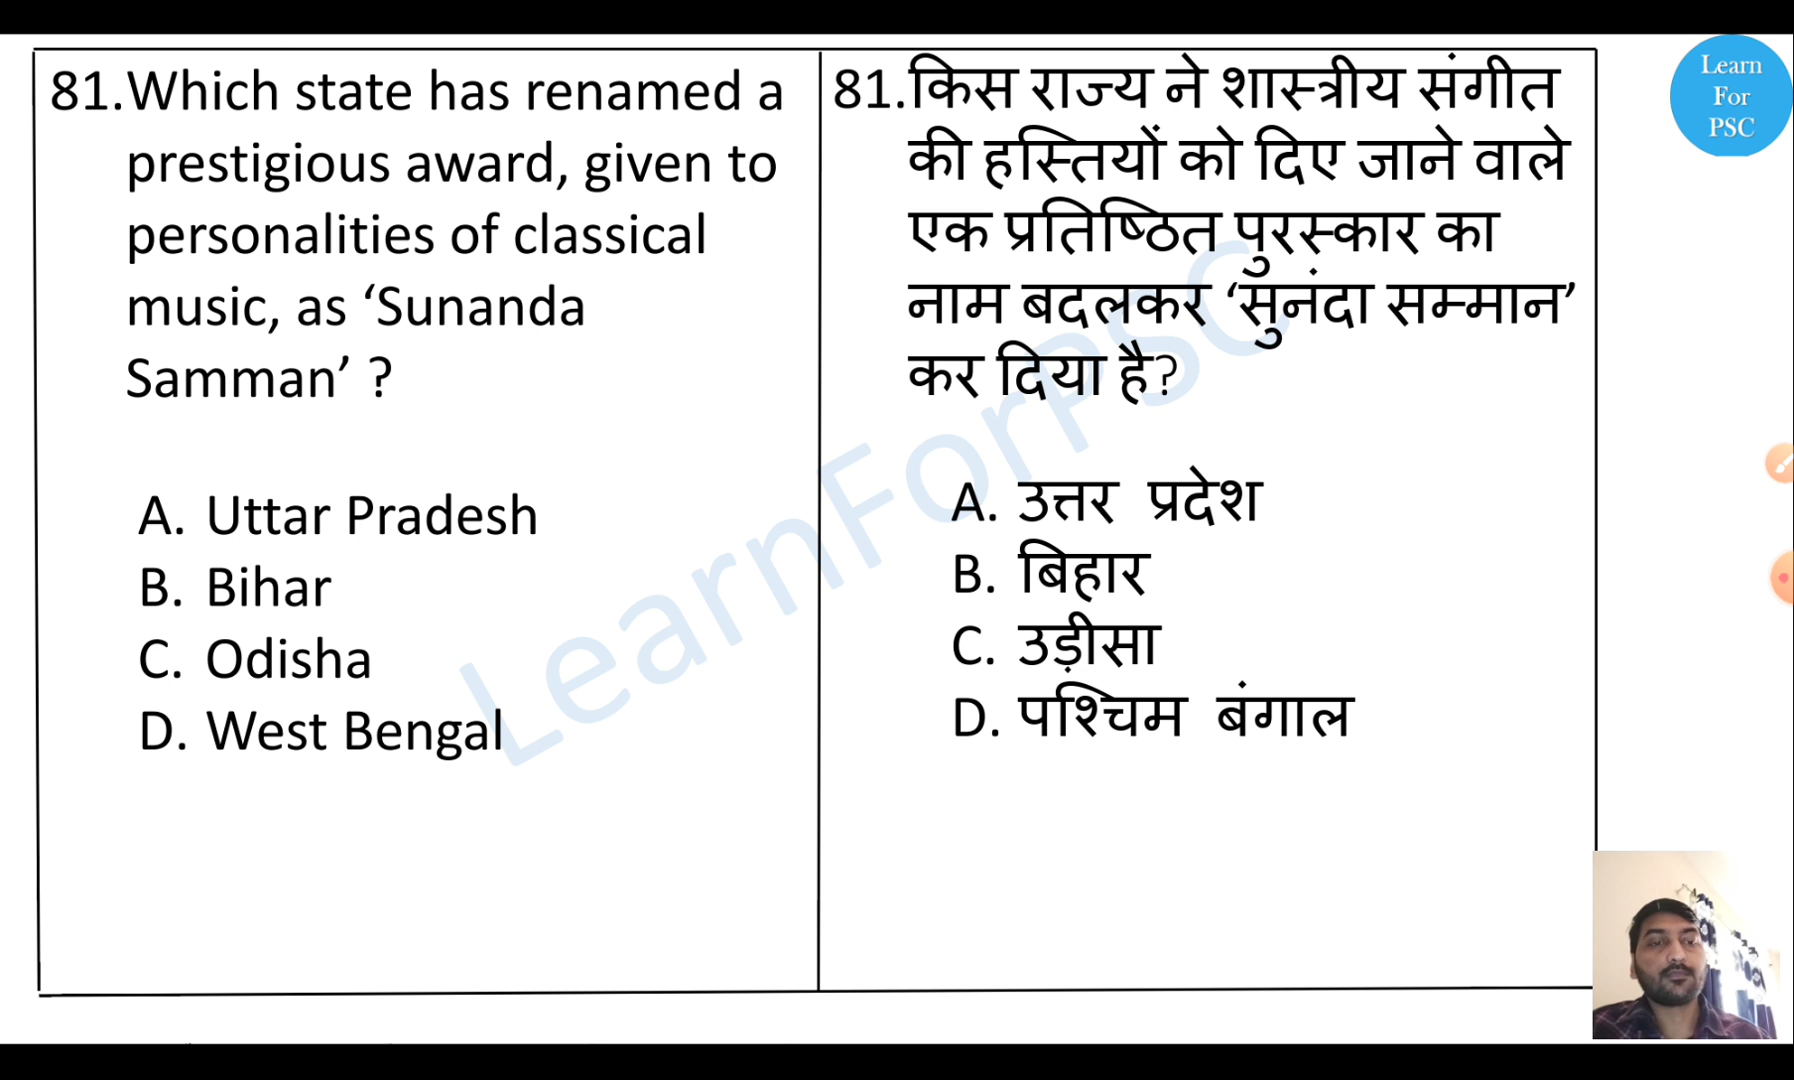 81.Which state has renamed a
prestigious award, given to
personalities of classical
music, as ‘Sunanda
Samman’ ?
A. Uttar Pradesh
B. Bihar
C. Odisha
D. West Bengal
81.किस राज्य ने शास्त्रीय संगीत
की हस्तियों को दिए जाने वाले
एक प्रतिष्ठित पुरस्कार का
नाम बदलकर ‘सुनंदा सम्मान’
कर दिया है?
A. उत्तर प्रदेश
B. बिहार
C. उड़ीसा
D. पश्चिम बंगाल
Learn
For
PSC
LearnForPSC